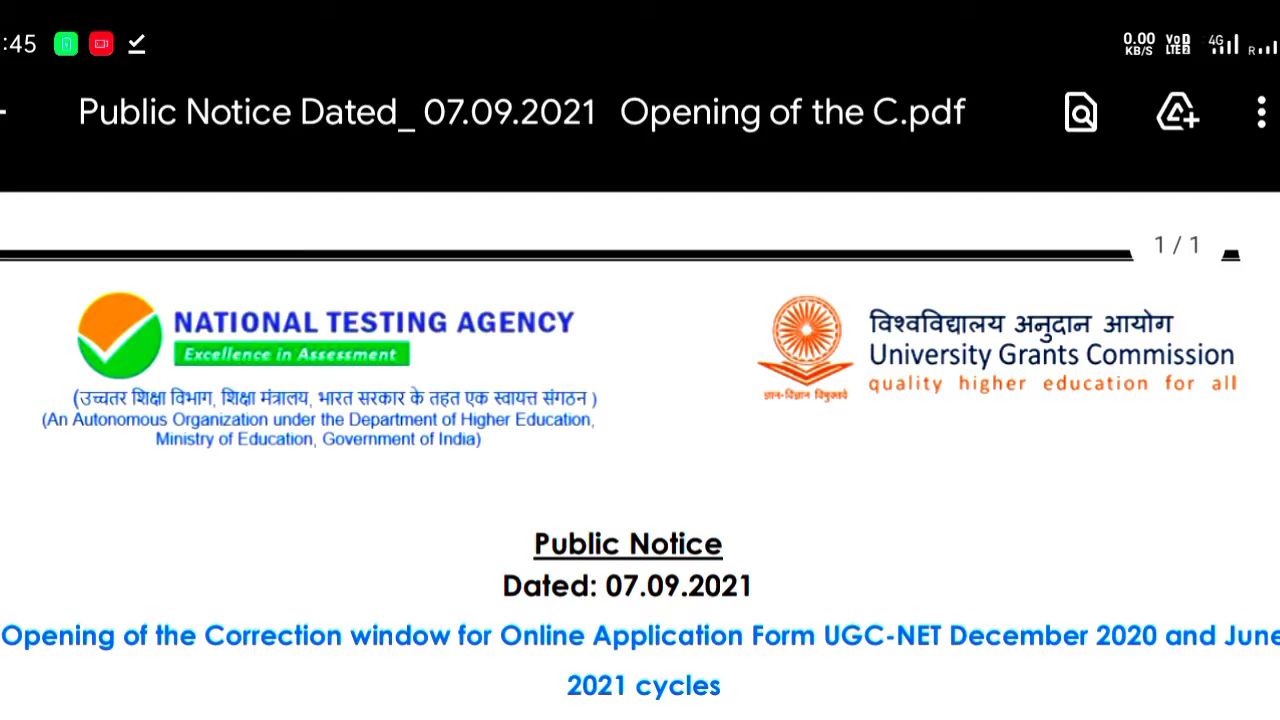 :45
0.00
KB/S
VoD
LTE2
4G
R
Public Notice Dated_ 07.09.2021 Opening of the C.pdf
1 / 1
NATIONAL TESTING AGENCY
Excellence in Assessment
(उच्चतर शिक्षा विभाग, शिक्षा मंत्रालय, भारत सरकार के तहत एक स्वायत्त संगठन )
(An Autonomous Organization under the Department of Higher Education,
Ministry of Education, Government of India)
विश्वविद्यालय अनुदान आयोग
University Grants Commission
quality higher education for all
ज्ञान-विज्ञान विमुक्तये
Public Notice
Dated: 07.09.2021
Opening of the Correction window for Online Application Form UGC-NET December 2020 and June
2021 cycles